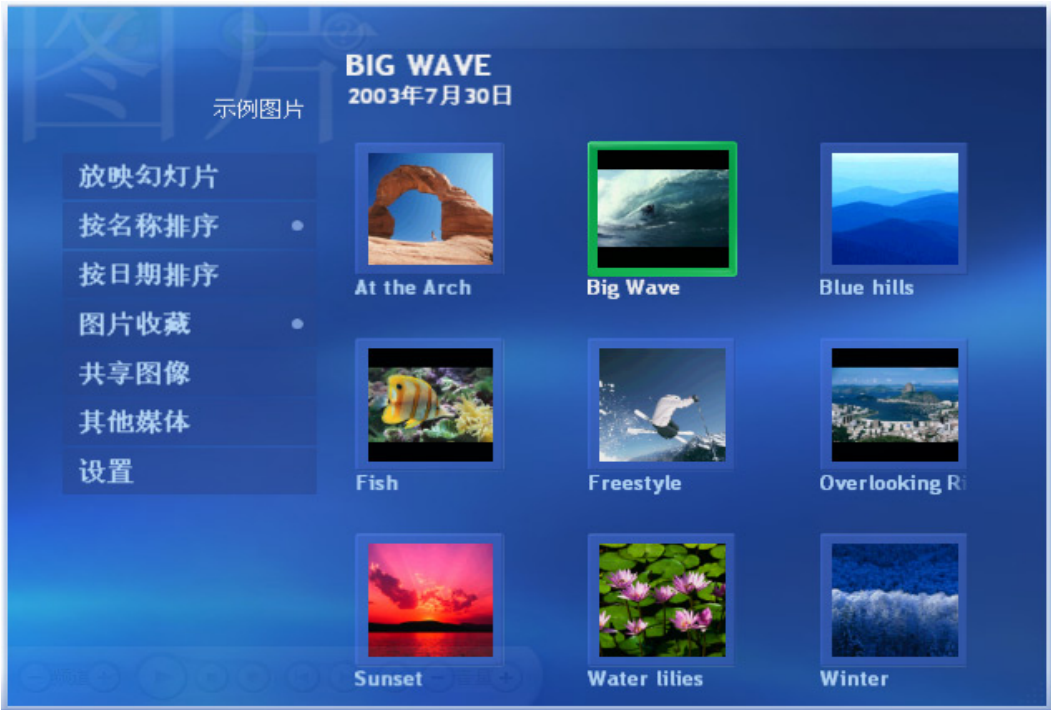 图片
BIG WAVE
2003年7月30日
示例图片
放映幻灯片
按名称排序
按日期排序
图片收藏
共享图像
其他媒体
设置
At the Arch
Big Wave
Blue hills
Fish
Freestyle
Overlooking Ri
Sunset
Water lilies
Winter